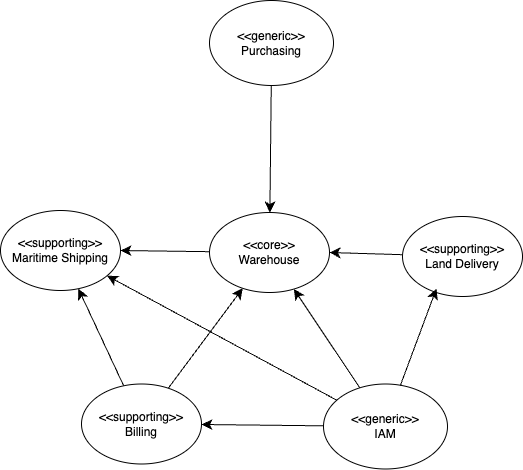 <<generic>>
Purchasing
<<supporting>>
Maritime Shipping
<<core>>
Warehouse
<<supporting>>
Land Delivery
<<supporting>>
Billing
<<generic>>
IAM